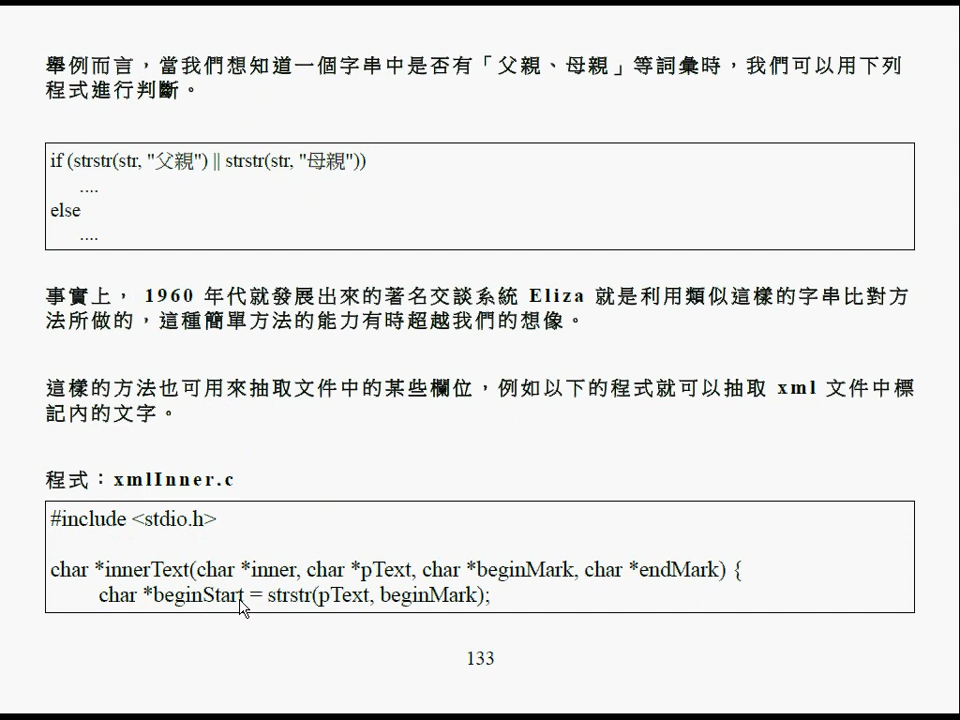 舉例而言，當我們想知道一個字串中是否有「父親、母親」等詞彙時，我們可以用下列
程式進行判斷。
if (strstr(str, "父親") || strstr(str, "母親"))
....
else
....
事實上， 1960 年代就發展出來的著名交談系統 Eliza 就是利用類似這樣的字串比對方
法所做的，這種簡單方法的能力有時超越我們的想像。
這樣的方法也可用來抽取文件中的某些欄位，例如以下的程式就可以抽取 xml 文件中標
記內的文字。
程式：xmlInner.c
#include <stdio.h>
char *innerText(char *inner, char *pText, char *beginMark, char *endMark) {
char *beginStart = strstr(pText, beginMark);
133